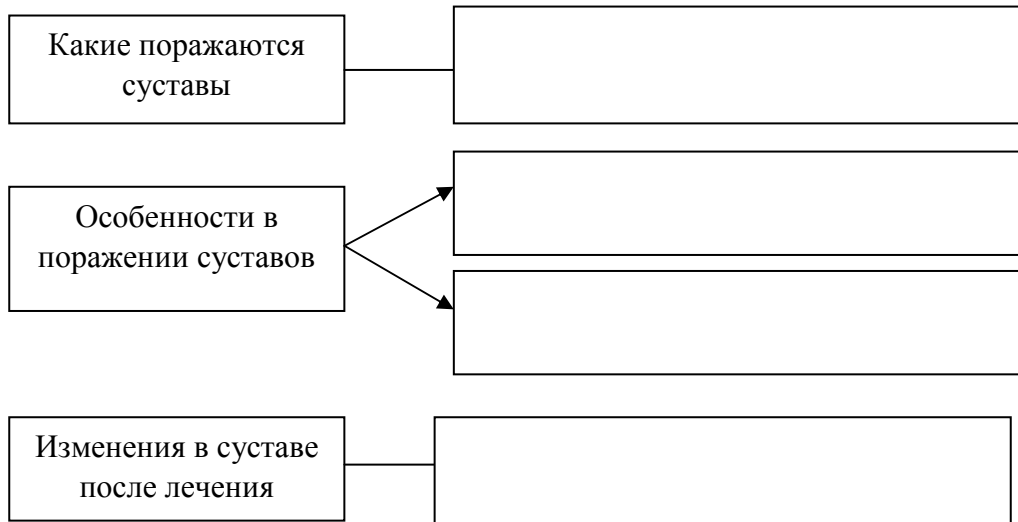 Какие поражаются
суставы
Особенности в
поражении суставов
Изменения в суставе
после лечения